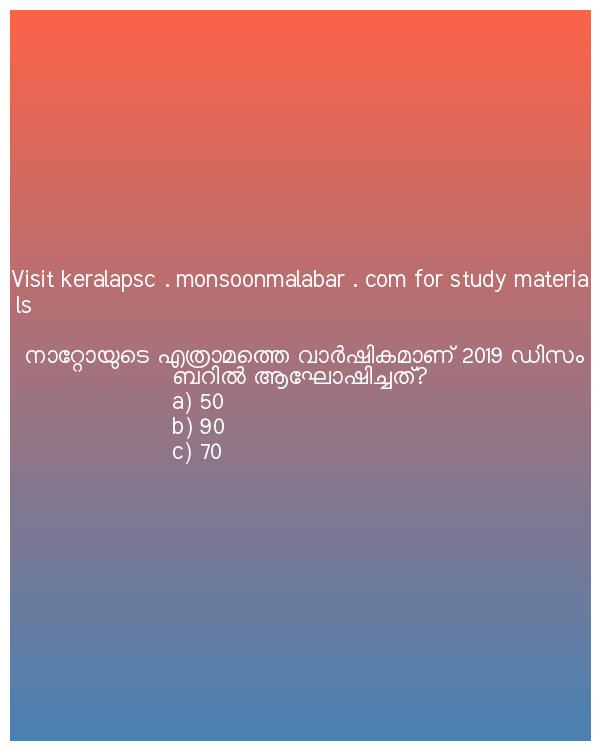 Visit keralapsc . monsoonmalabar . com for study materia
ls
നാറ്റോയുടെ എത്രാമത്തെ വാർഷികമാണ് 2019 ഡിസം
ബറിൽ ആഘോഷിച്ചത്?
a) 50
b) 90
c) 70